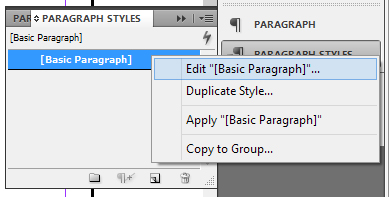 PAR
PARAGRAPH STYLES
[Basic Paragraph]
[Basic Paragraph]
Edit "[Basic Paragraph]"...
Duplicate Style...
Apply "[Basic Paragraph]"
Copy to Group...
PARAGRAPH
PARAGRAPH STYLES